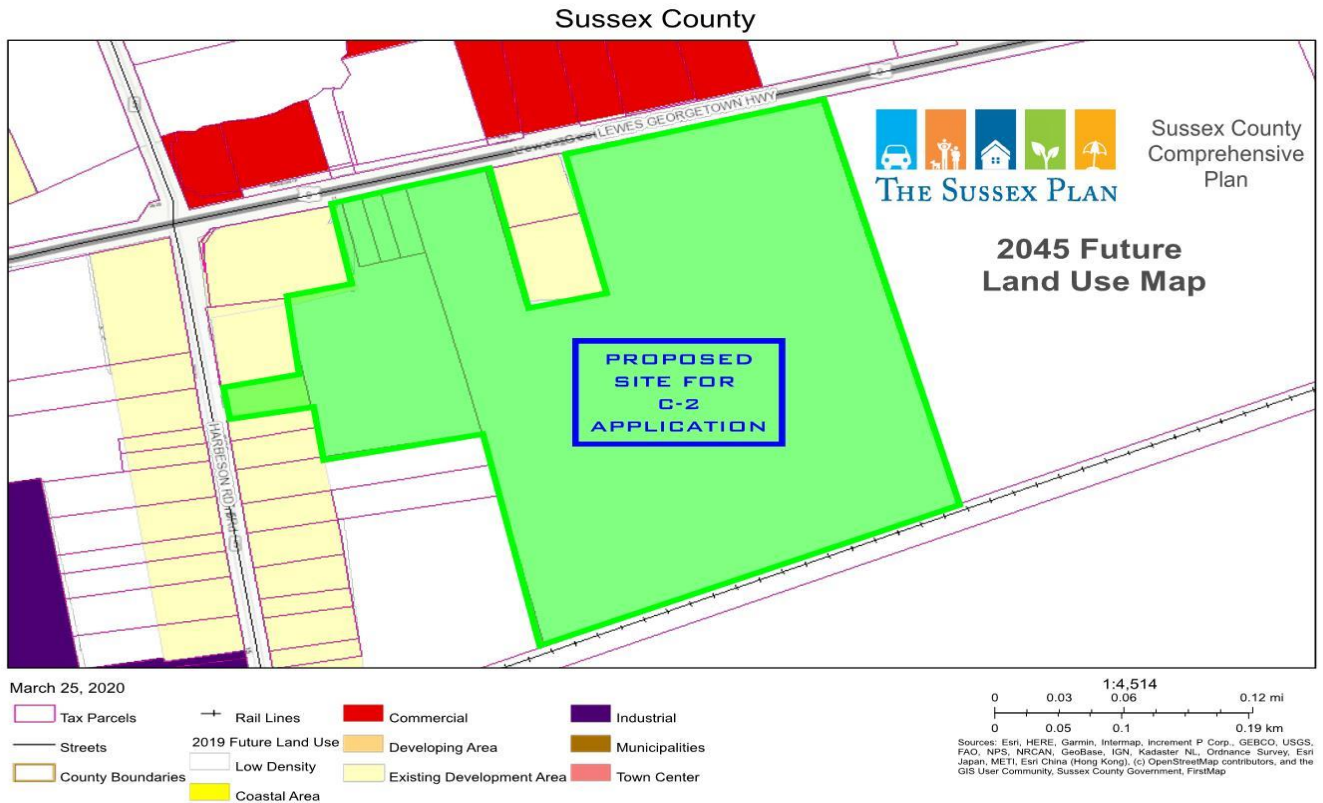 Sussex County
LEWES GEORGETOWN HWY
HARBESON RD
THE SUSSEX PLAN
Sussex County
Comprehensive
Plan
2045 Future
Land Use Map
PROPOSED
SITE FOR
C-2
APPLICATION
March 25, 2020
Tax Parcels
Streets
County Boundaries
Rail Lines
2019 Future Land Use
Low Density
Coastal Area
Commercial
Developing Area
Existing Development Area
Industrial
Municipalities
Town Center
1:4,514
0 0.03 0.06 0.12 mi
0 0.05 0.1 0.19 km
Sources: Esri, HERE, Garmin, Intermap, increment P Corp., GEBCO, USGS,
FAO, NPS, NRCAN, GeoBase, IGN, Kadaster NL, Ordnance Survey, Esri
Japan, METI, Esri China (Hong Kong), (c) OpenStreetMap contributors, and the
GIS User Community, Sussex County Government, FirstMap